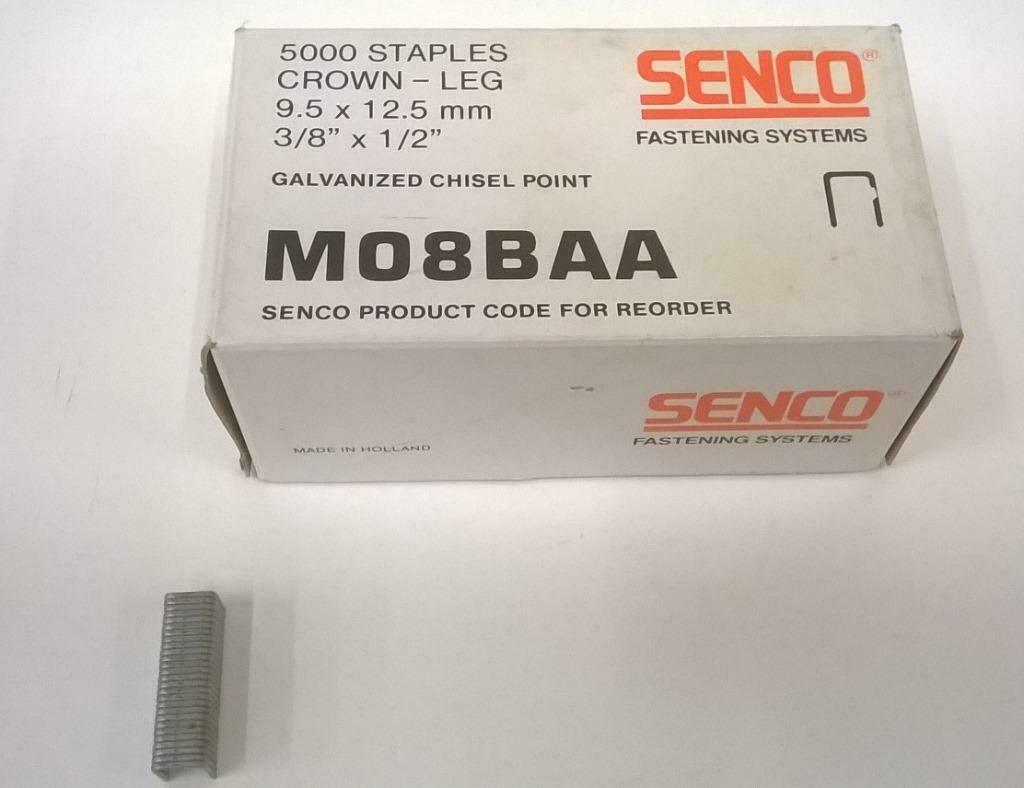 5000 STAPLES
CROWN – LEG
9.5 x 12.5 mm
3/8” x 1/2”
GALVANIZED CHISEL POINT
SENCO®
FASTENING SYSTEMS
M08BAA
SENCO PRODUCT CODE FOR REORDER
SENCO®
FASTENING SYSTEMS
MADE IN HOLLAND